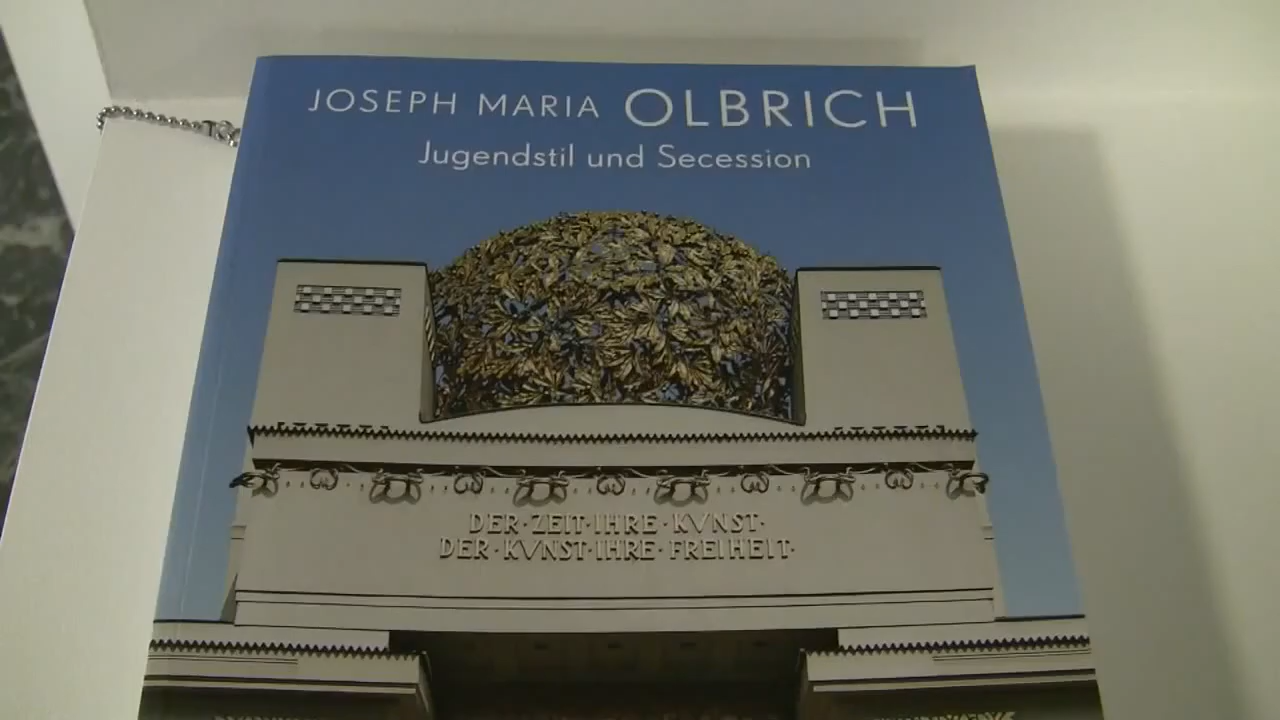 JOSEPH MARIA OLBRICH
Jugendstil und Secession
DER·ZEIT·IHRE·KVNST·
DER·KVNST·IHRE·FREIHEIT·